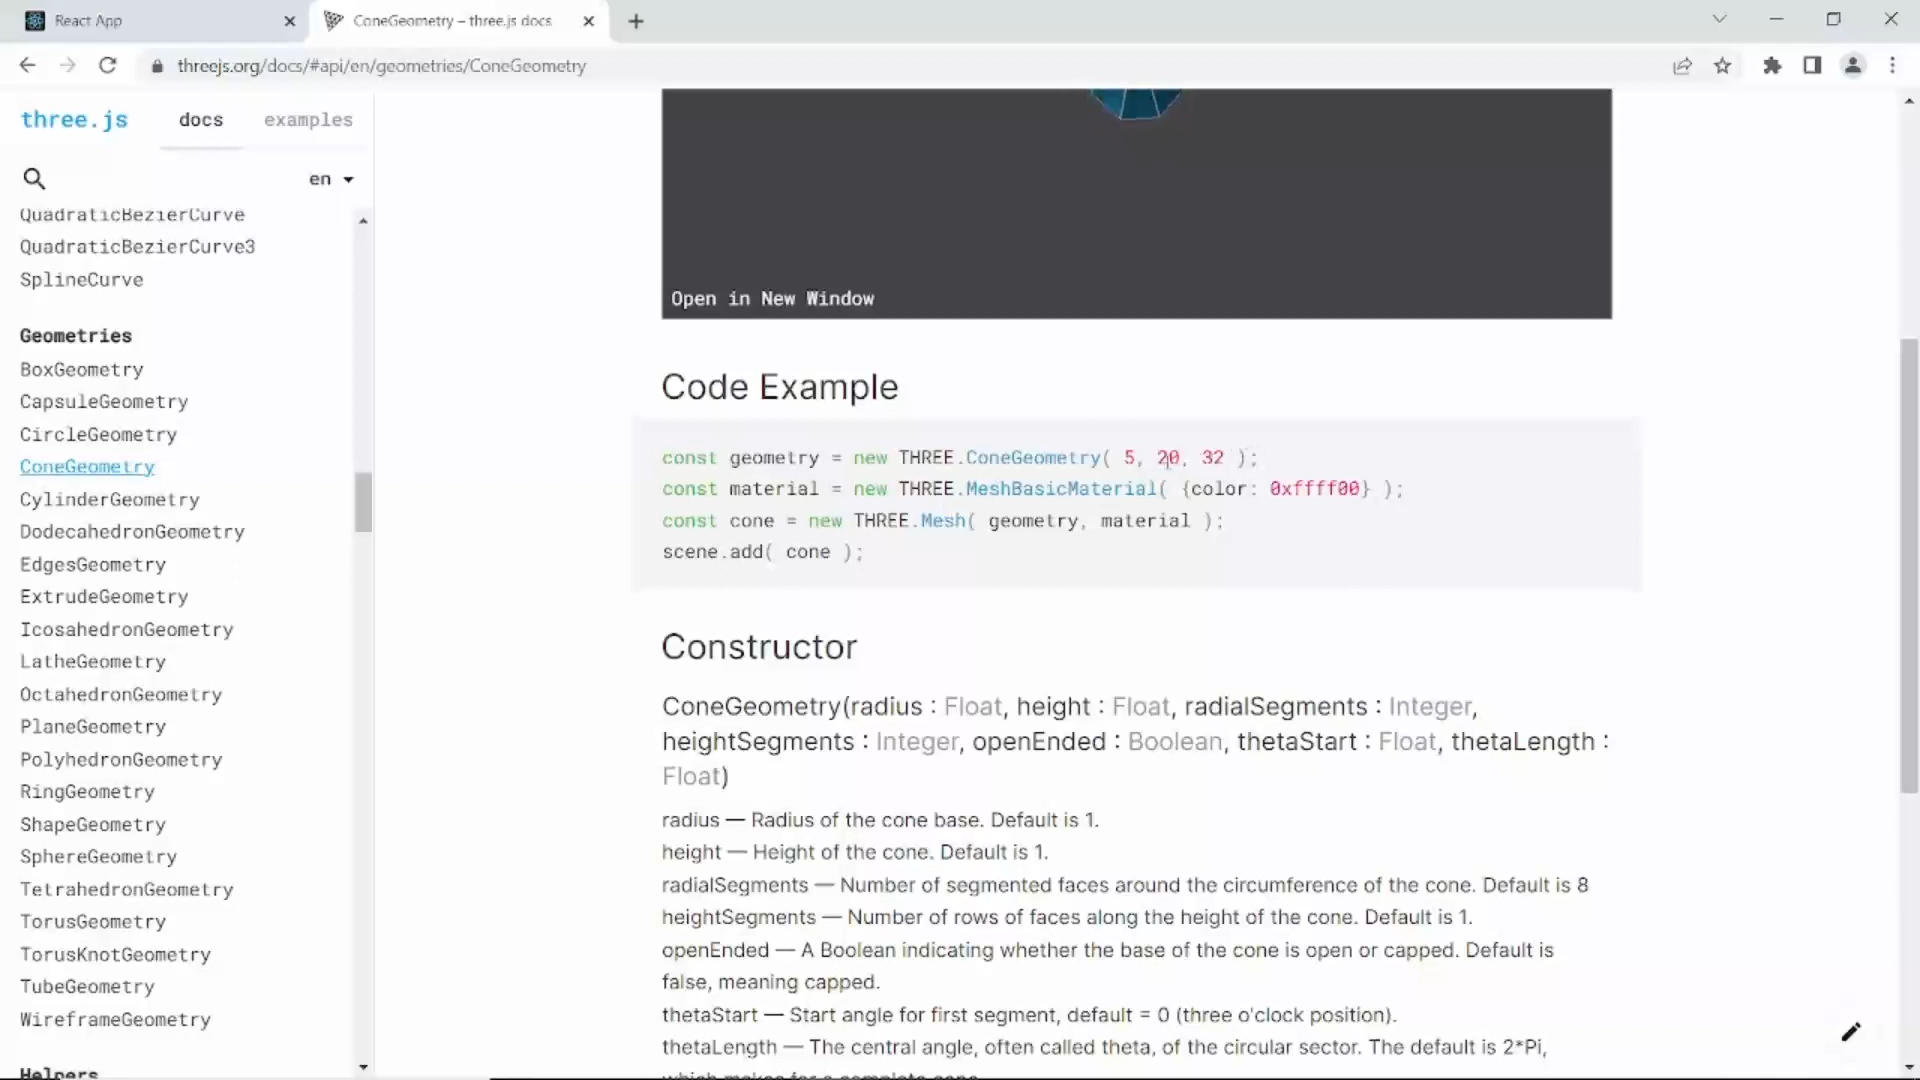 React App
ConeGeometry – three.js docs
threejs.org/docs/#api/en/geometries/ConeGeometry
three.js
docs
examples
en
QuadraticBezierCurve
QuadraticBezierCurve3
SplineCurve
Geometries
BoxGeometry
CapsuleGeometry
CircleGeometry
ConeGeometry
CylinderGeometry
DodecahedronGeometry
EdgesGeometry
ExtrudeGeometry
IcosahedronGeometry
LatheGeometry
OctahedronGeometry
PlaneGeometry
PolyhedronGeometry
RingGeometry
ShapeGeometry
SphereGeometry
TetrahedronGeometry
TorusGeometry
TorusKnotGeometry
TubeGeometry
WireframeGeometry
Helpers
Open in New Window
Code Example
const geometry = new THREE.ConeGeometry( 5, 20, 32 );
const material = new THREE.MeshBasicMaterial( {color: 0xffff00} );
const cone = new THREE.Mesh( geometry, material );
scene.add( cone );
Constructor
ConeGeometry(radius : Float, height : Float, radialSegments : Integer,
heightSegments : Integer, openEnded : Boolean, thetaStart : Float, thetaLength :
Float)
radius — Radius of the cone base. Default is 1.
height — Height of the cone. Default is 1.
radialSegments — Number of segmented faces around the circumference of the cone. Default is 8
heightSegments — Number of rows of faces along the height of the cone. Default is 1.
openEnded — A Boolean indicating whether the base of the cone is open or capped. Default is
false, meaning capped.
thetaStart — Start angle for first segment, default = 0 (three o'clock position).
thetaLength — The central angle, often called theta, of the circular sector. The default is 2*Pi,
which makes for a complete cone.